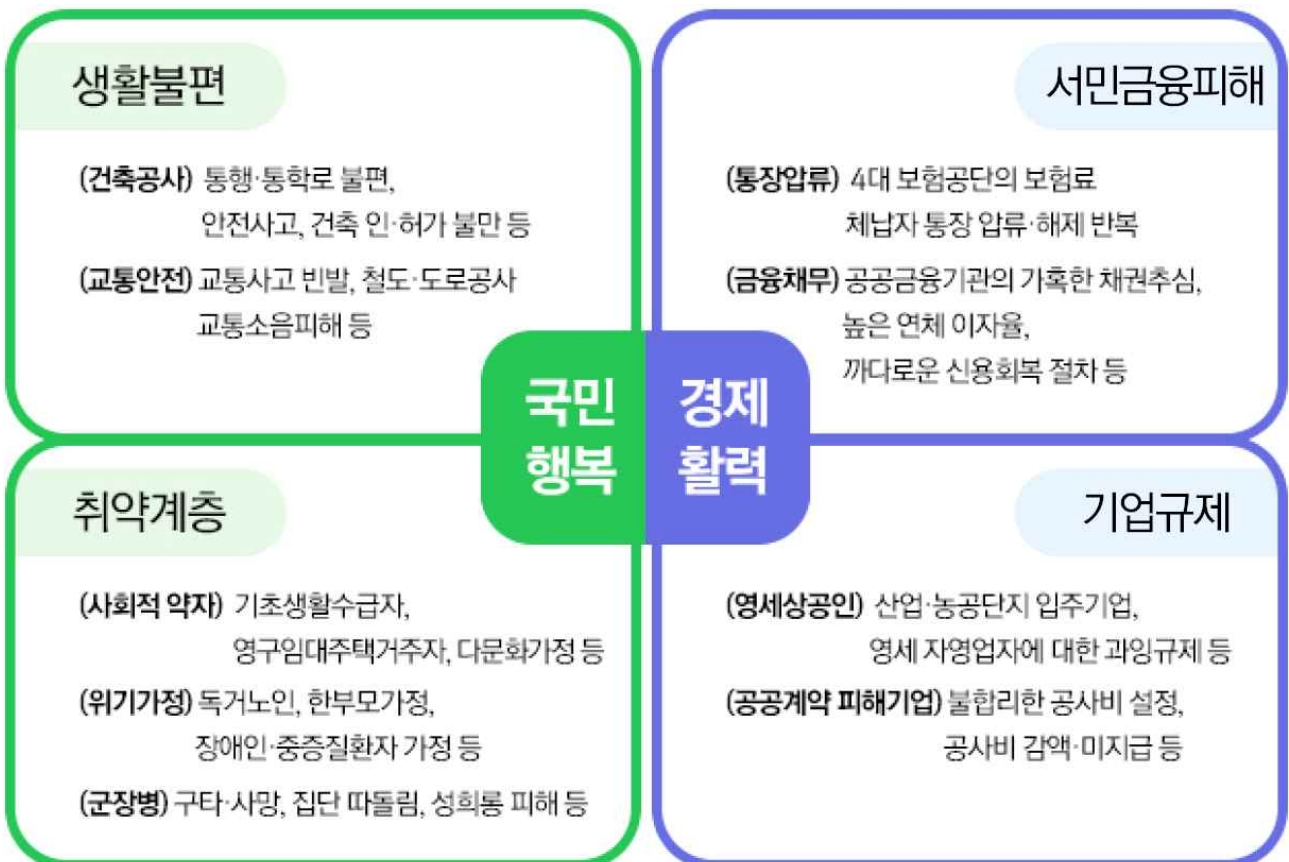 생활불편
(건축공사) 통행·통학로 불편,
안전사고, 건축 인·허가 불만 등
(교통안전) 교통사고 빈발, 철도·도로공사
교통소음피해 등
서민금융피해
(통장압류) 4대 보험공단의 보험료
체납자 통장 압류·해제 반복
(금융채무) 공공금융기관의 가혹한 채권추심,
높은 연체 이자율,
까다로운 신용회복 절차 등
국민
행복
경제
활력
취약계층
(사회적 약자) 기초생활수급자,
영구임대주택거주자, 다문화가정 등
(위기가정) 독거노인, 한부모가정,
장애인·중증질환자 가정 등
(군장병) 구타·사망, 집단 따돌림, 성희롱 피해 등
기업규제
(영세상공인) 산업·농공단지 입주기업,
영세 자영업자에 대한 과잉규제 등
(공공계약 피해기업) 불합리한 공사비 설정,
공사비 감액·미지급 등